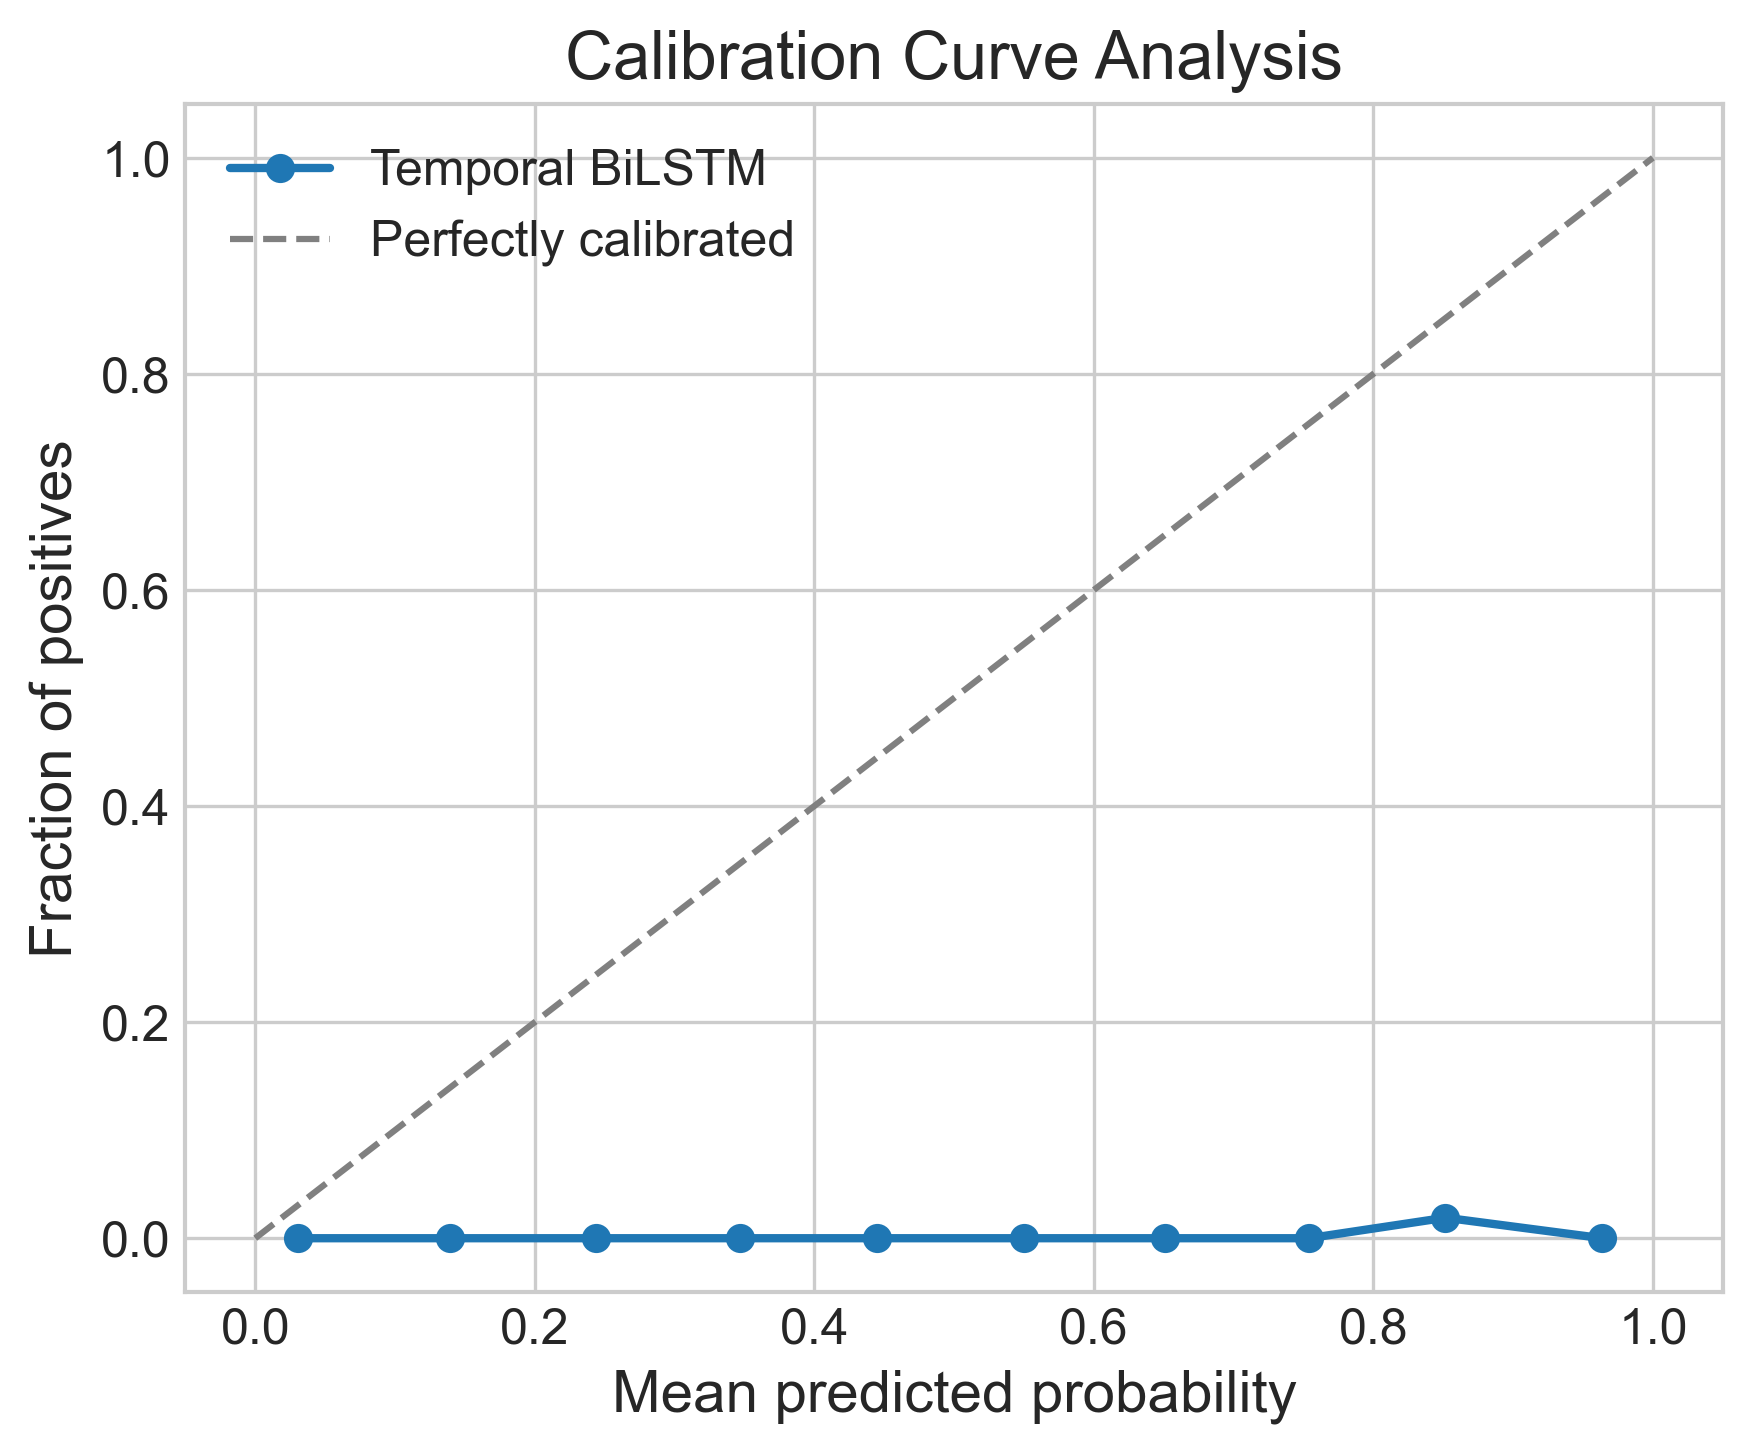 Calibration Curve Analysis
Temporal BiLSTM
Perfectly calibrated
Fraction of positives
1.0
0.8
0.6
0.4
0.2
0.0
0.0 0.2 0.4 0.6 0.8 1.0
Mean predicted probability